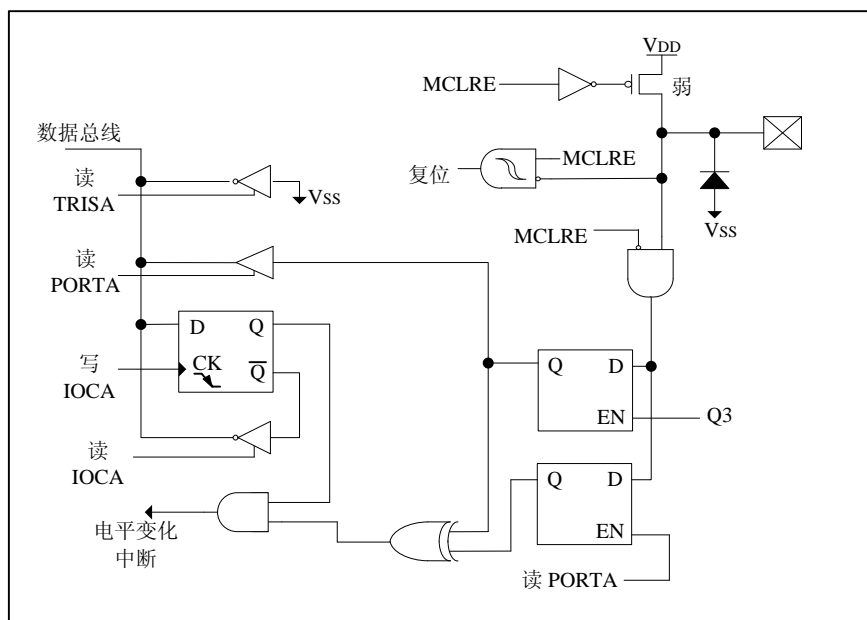 VDD
MCLRE
弱
数据总线
MCLRE
复位
读
TRISA
VSS
VSS
MCLRE
读
PORTA
D Q
写
IOCA
CK
Q
Q D
EN
Q3
读
IOCA
Q D
EN
电平变化
中断
读 PORTA